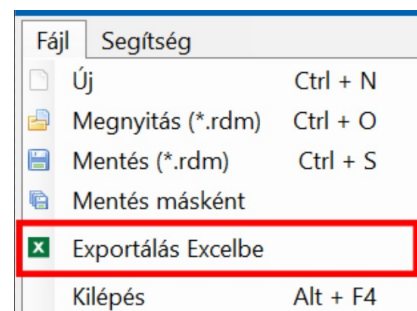 Fájl Segítség
Új Ctrl + N
Megnyitás (*.rdm) Ctrl + O
Mentés (*.rdm) Ctrl + S
Mentés másként
Exportálás Excelbe
Kilépés Alt + F4